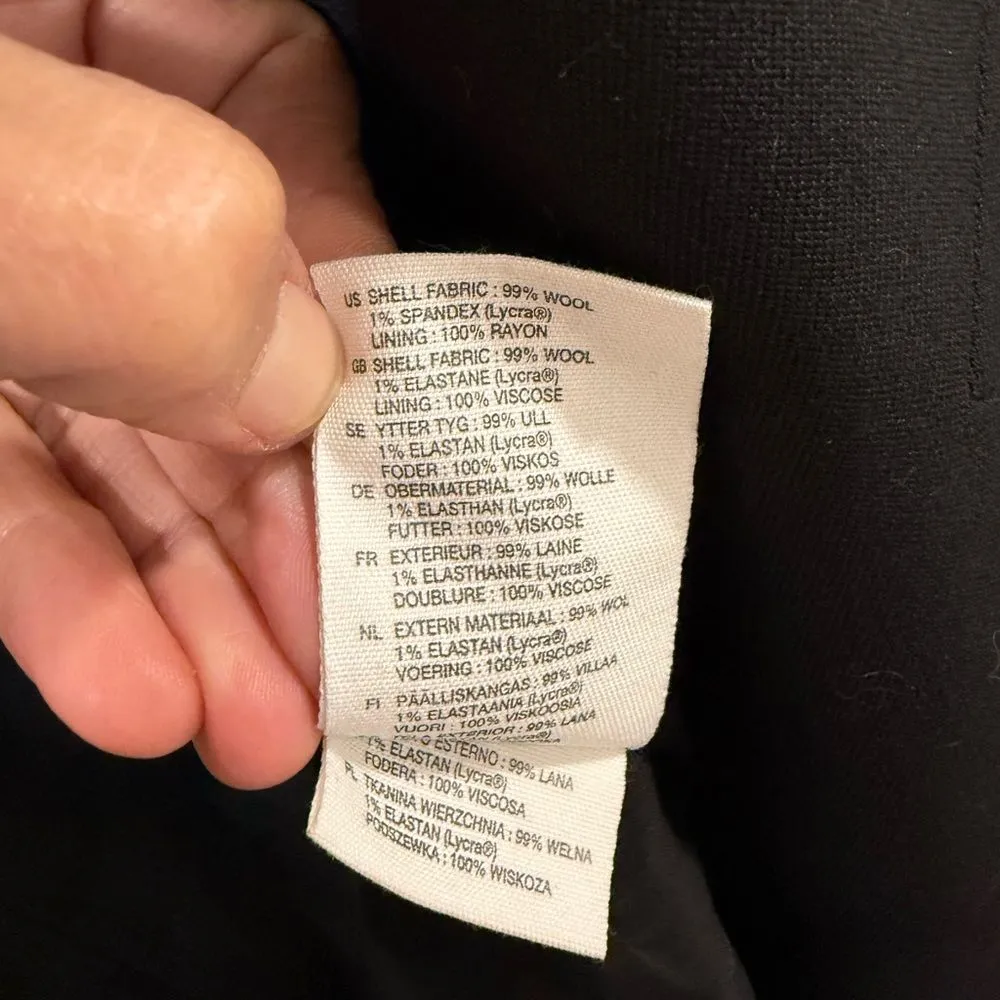 US SHELL FABRIC : 99% WOOL
1% SPANDEX (Lycra®)
LINING : 100% RAYON
GB SHELL FABRIC : 99% WOOL
1% ELASTANE (Lycra®)
LINING : 100% VISCOSE
SE YTTER TYG : 99% ULL
1% ELASTAN (Lycra®)
FODER : 100% VISKOS
DE OBERMATERIAL : 99% WOLLE
1% ELASTHAN (Lycra®)
FUTTER : 100% VISKOSE
FR EXTERIEUR : 99% LAINE
1% ELASTHANNE (Lycra®)
DOUBLURE : 100% VISCOSE
NL EXTERN MATERIAAL : 99% WOL
1% ELASTAN (Lycra®)
VOERING : 100% VISCOSE
FI PÄÄLLISKANGAS : 99% VILLAA
1% ELASTAANIA (Lycra®)
VUORI : 100% VISKOOSIA
EXTERIOR : 99% LANA
ESTERNO : 99% LANA
1% ELASTAN (Lycra®)
FODERA : 100% VISCOSA
PL TKANINA WIERZCHNIA : 99% WEŁNA
1% ELASTAN (Lycra®)
PODSZEWKA : 100% WISKOZA